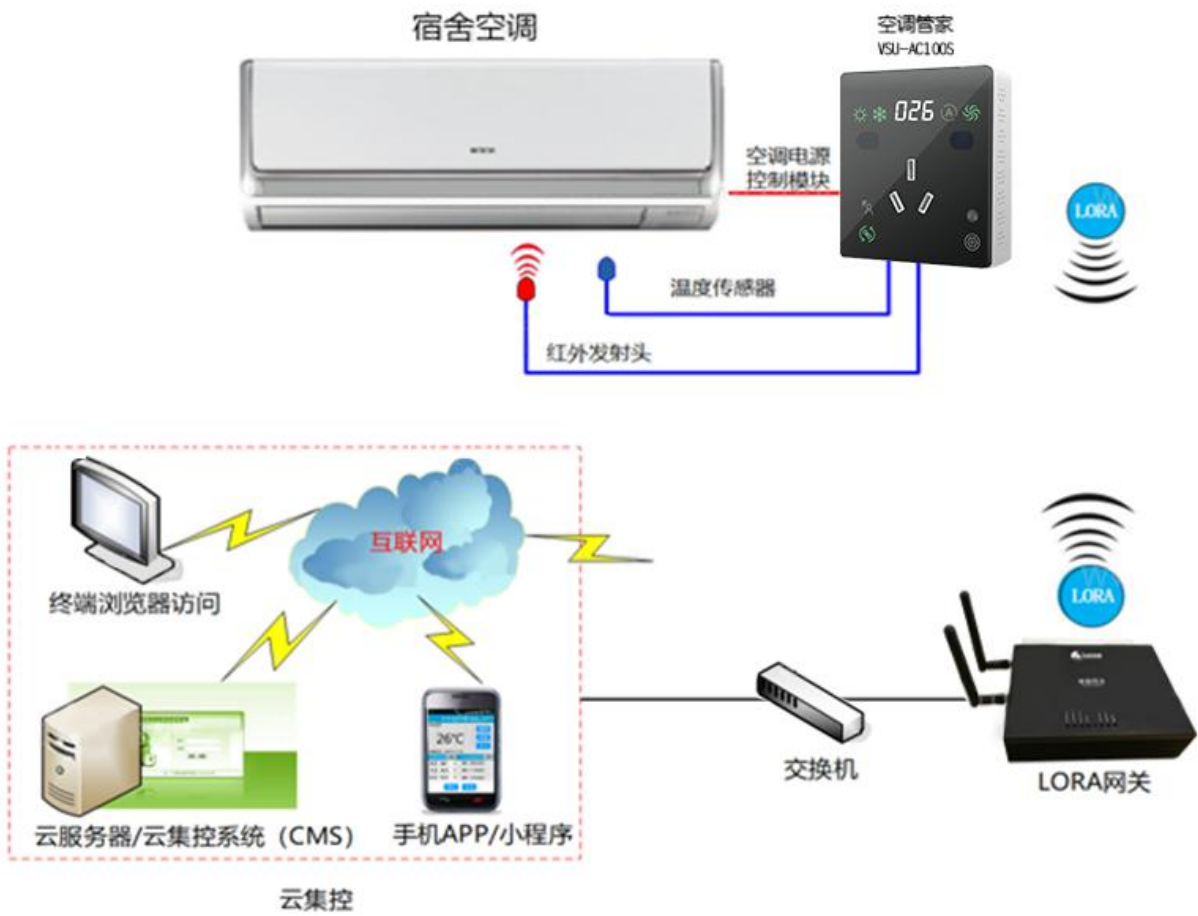 宿舍空调
空调管家
VSU-AC100S
026
A
空调电源
控制模块
LORA
温度传感器
红外发射头
互联网
终端浏览器访问
LORA
26℃
交换机
LORA网关
云服务器/云集控系统（CMS）
手机APP/小程序
云集控